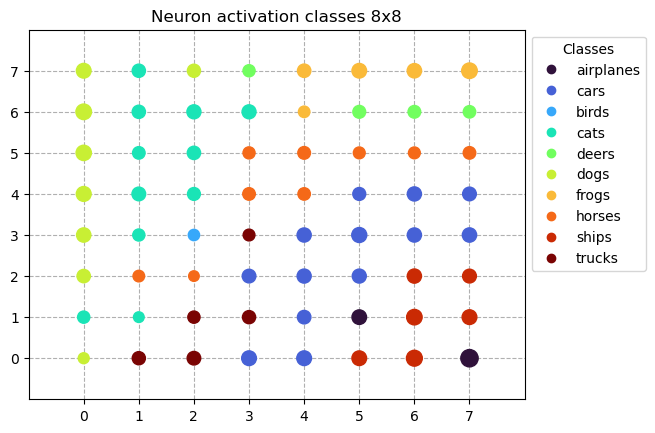 Neuron activation classes 8x8
7
6
5
4
3
2
1
0
0 1 2 3 4 5 6 7
Classes
airplanes
cars
birds
cats
deers
dogs
frogs
horses
ships
trucks